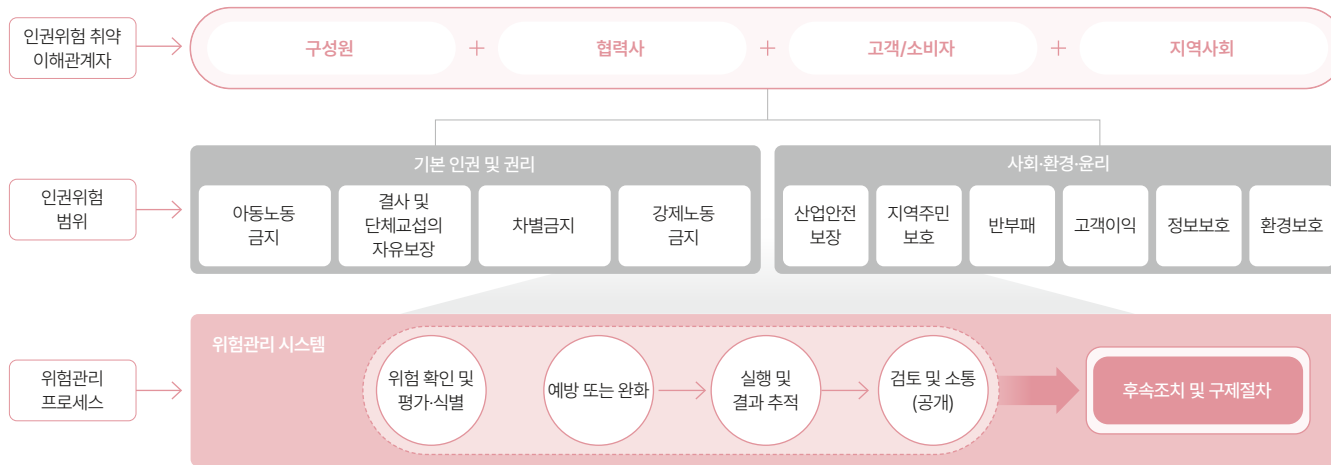 인권위험 취약
이해관계자
구성원
+
협력사
+
고객/소비자
+
지역사회
인권위험
범위
기본 인권 및 권리
아동노동
금지
결사 및
단체교섭의
자유보장
차별금지
강제노동
금지
사회·환경·윤리
산업안전
보장
지역주민
보호
반부패
고객이익
정보보호
환경보호
위험관리
프로세스
위험관리 시스템
위험 확인 및
평가·식별
예방 또는 완화
실행 및
결과 추적
검토 및 소통
(공개)
후속조치 및 구제절차